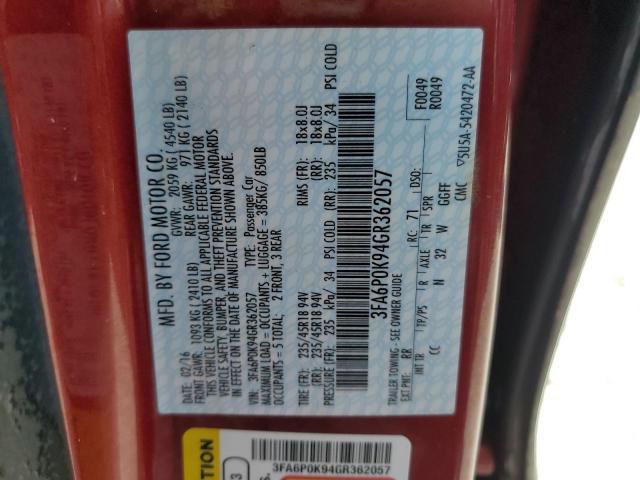 MFD. BY FORD MOTOR CO.
DATE: 02/16 GVWR: 2059 KG ( 4540 LB)
FRONT GAWR: 1093 KG (2410 LB) REAR GAWR: 971 KG ( 2140 LB)
THIS VEHICLE CONFORMS TO ALL APPLICABLE FEDERAL MOTOR
VEHICLE SAFETY, BUMPER, AND THEFT PREVENTION STANDARDS
IN EFFECT ON THE DATE OF MANUFACTURE SHOWN ABOVE.
VIN: 3FA6P0K94GR362057 TYPE: Passenger Car
MAXIMUM LOAD = OCCUPANTS + LUGGAGE = 385KG/ 850LB
OCCUPANTS = 5 TOTAL: 2 FRONT, 3 REAR
TIRE (FR): 235/45R18 94V RIMS (FR): 18x8.0J
(RR): 235/45R18 94V (RR): 18x8.0J
PRESSURE (FR): 235 kPa/ 34 PSI COLD (RR): 235 kPa/ 34 PSI COLD
3FA6P0K94GR362057
TRAILER TOWING - SEE OWNER GUIDE
EXT PNT: RR RC: 71 DSO: F0049
R0049
INT TR TP/PS R AXLE TR SPR
CC N 32 W GGFF
CMC ▽5U5A-5420472-AA
3FA6P0K94GR362057